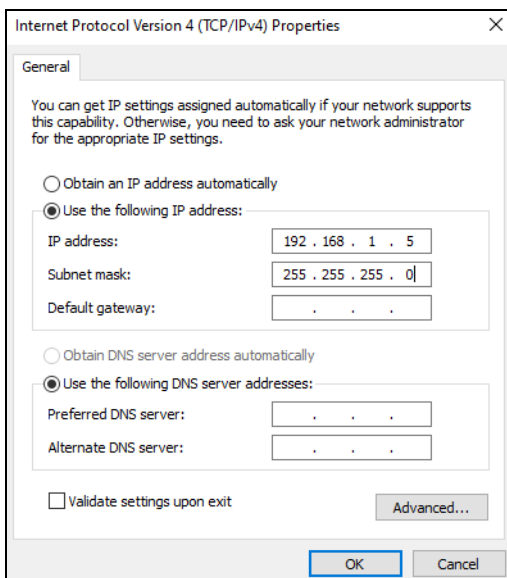 Internet Protocol Version 4 (TCP/IPv4) Properties
General
You can get IP settings assigned automatically if your network supports
this capability. Otherwise, you need to ask your network administrator
for the appropriate IP settings.
Obtain an IP address automatically
Use the following IP address:
IP address: 192 . 168 . 1 . 5
Subnet mask: 255 . 255 . 255 . 0
Default gateway: . . .
Obtain DNS server address automatically
Use the following DNS server addresses:
Preferred DNS server: . . .
Alternate DNS server: . . .
Validate settings upon exit
Advanced...
OK Cancel